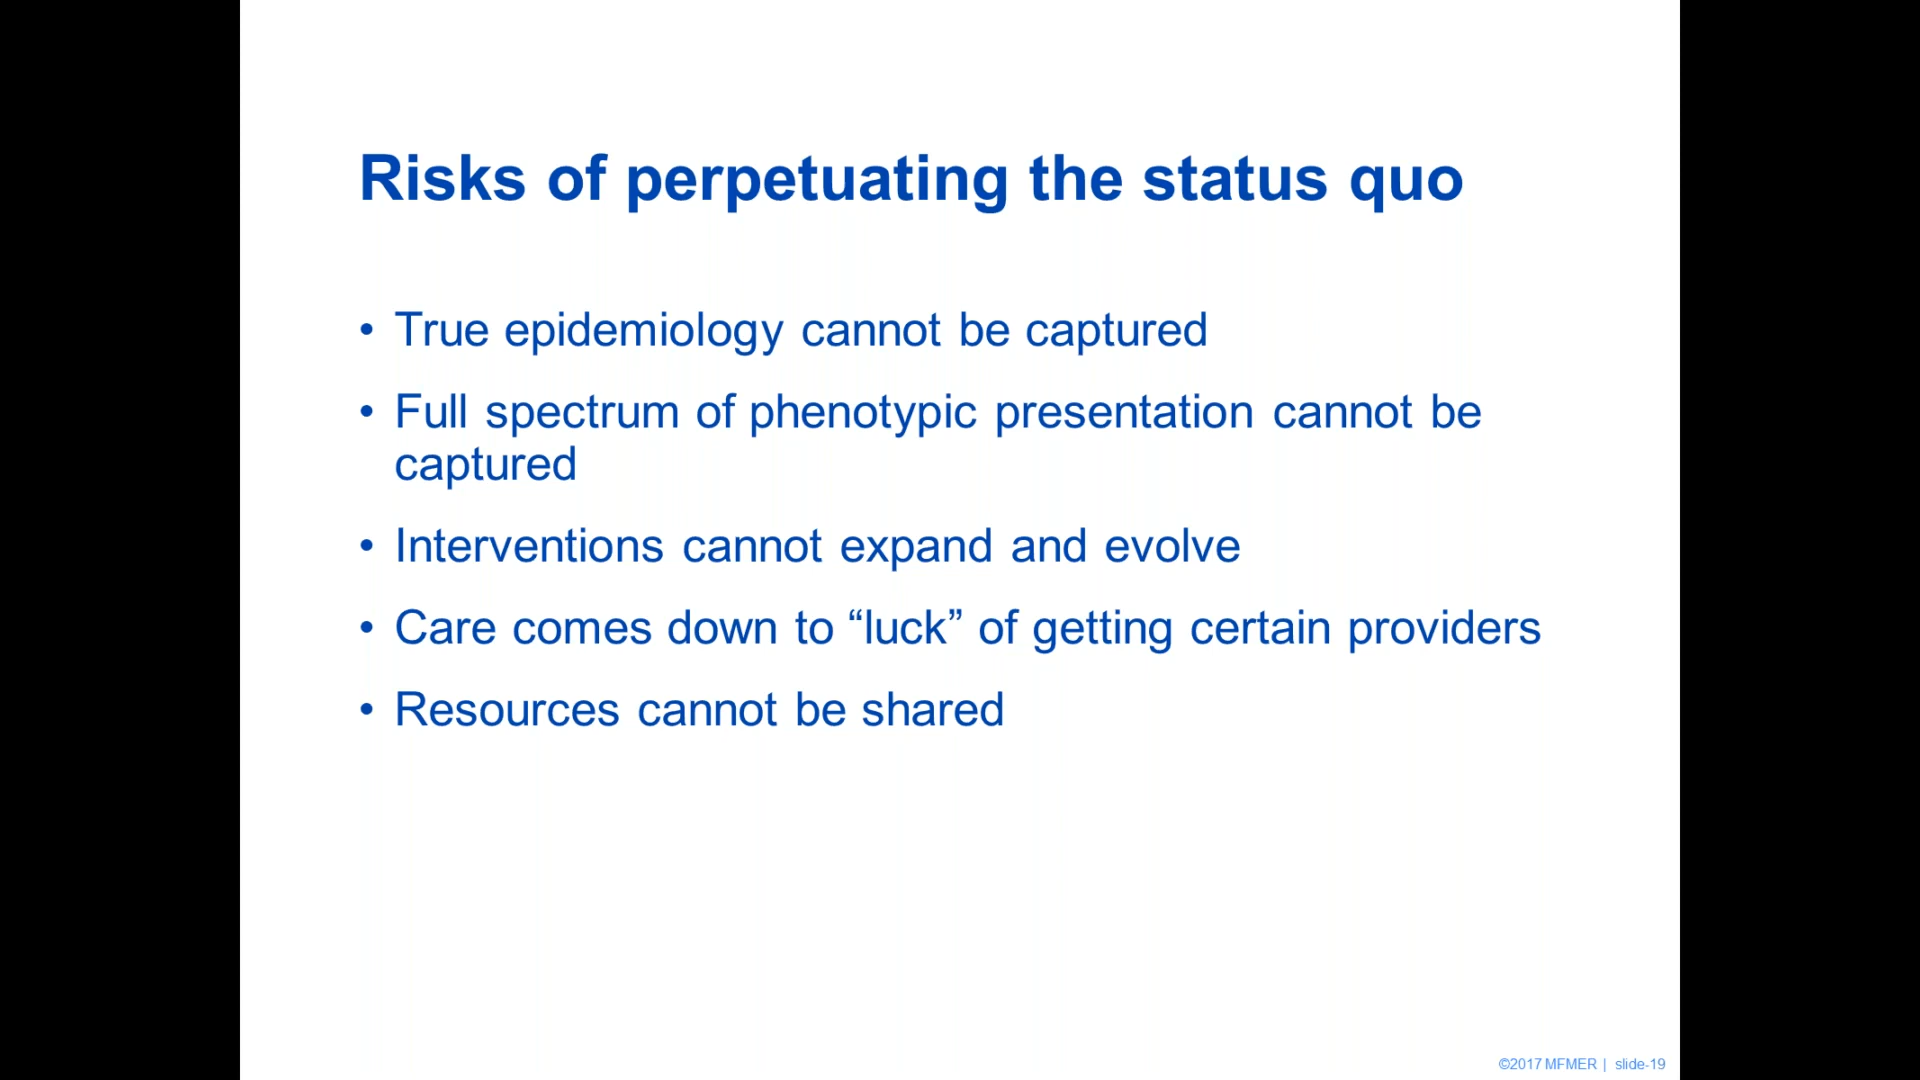 Risks of perpetuating the status quo
• True epidemiology cannot be captured
• Full spectrum of phenotypic presentation cannot be
captured
• Interventions cannot expand and evolve
• Care comes down to “luck” of getting certain providers
• Resources cannot be shared
©2017 MFMER | slide-19